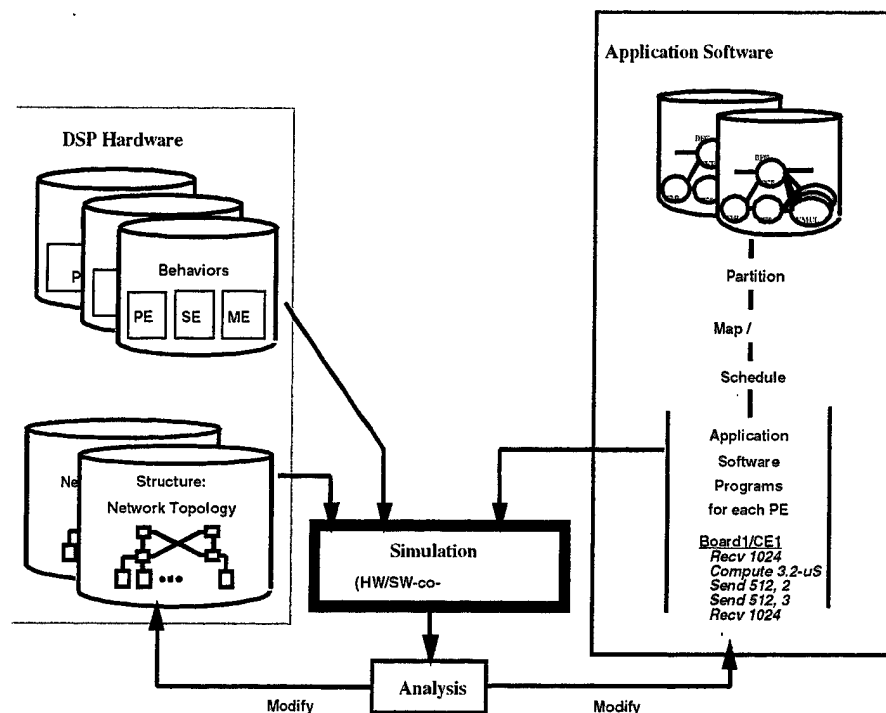 Application Software
DSP Hardware
P
Behaviors
PE SE ME
Partition
Map /
Schedule
Ne
Structure:
Network Topology
Application
Software
Programs
for each PE
Board1/CE1
Recv 1024
Compute 3.2-uS
Send 512, 2
Send 512, 3
Recv 1024
Simulation
(HW/SW-co-
Analysis
Modify
Modify